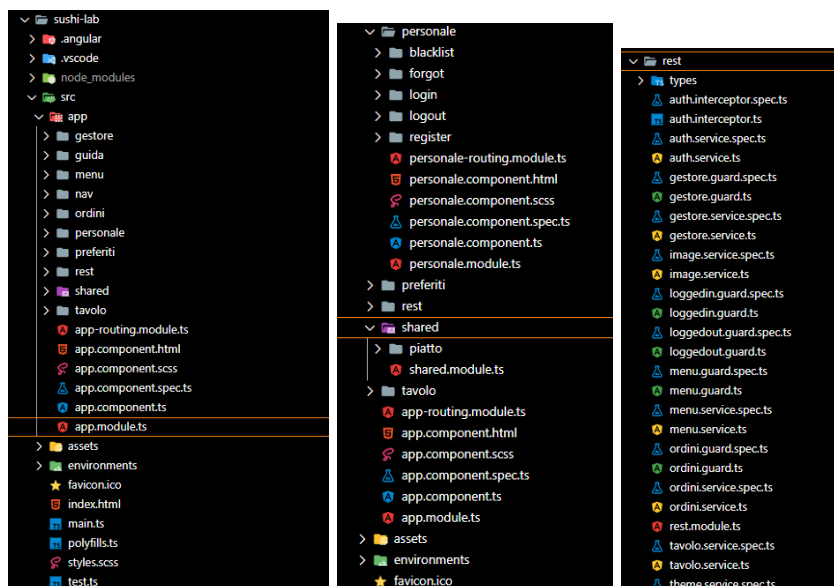 sushi-lab
.angular
.vscode
node_modules
src
app
gestore
guida
menu
nav
ordini
personale
preferiti
rest
shared
tavolo
app-routing.module.ts
app.component.html
app.component.scss
app.component.spec.ts
app.component.ts
app.module.ts
assets
environments
favicon.ico
index.html
main.ts
polyfills.ts
styles.scss
test.ts
personale
blacklist
forgot
login
logout
register
personale-routing.module.ts
personale.component.html
personale.component.scss
personale.component.spec.ts
personale.component.ts
personale.module.ts
preferiti
rest
shared
piatto
shared.module.ts
tavolo
app-routing.module.ts
app.component.html
app.component.scss
app.component.spec.ts
app.component.ts
app.module.ts
assets
environments
favicon.ico
rest
types
auth.interceptor.spec.ts
auth.interceptor.ts
auth.service.spec.ts
auth.service.ts
gestore.guard.spec.ts
gestore.guard.ts
gestore.service.spec.ts
gestore.service.ts
image.service.spec.ts
image.service.ts
loggedin.guard.spec.ts
loggedin.guard.ts
loggedout.guard.spec.ts
loggedout.guard.ts
menu.guard.spec.ts
menu.guard.ts
menu.service.spec.ts
menu.service.ts
ordini.guard.spec.ts
ordini.guard.ts
ordini.service.spec.ts
ordini.service.ts
rest.module.ts
tavolo.service.spec.ts
tavolo.service.ts
theme.service.spec.ts